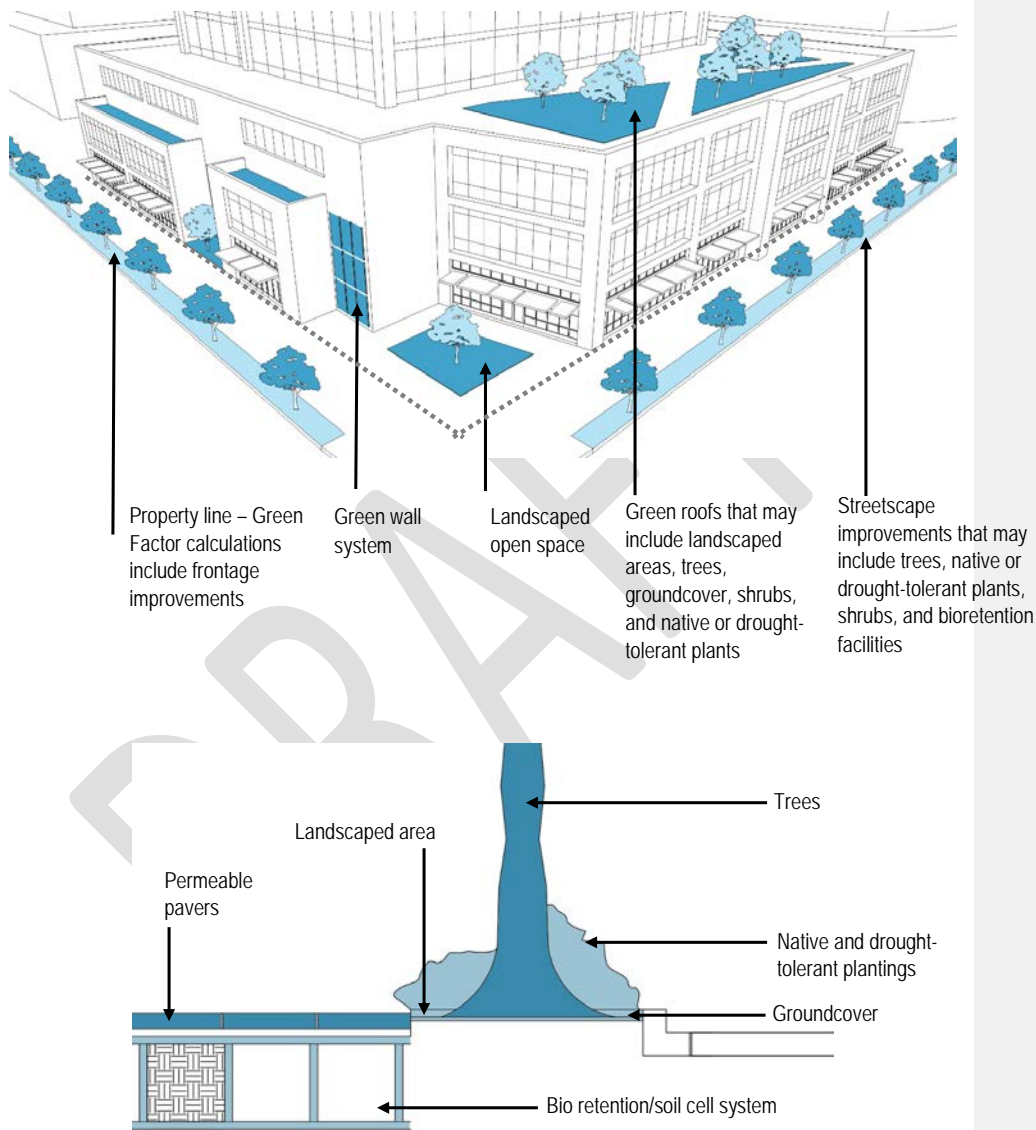 Property line – Green
Factor calculations
include frontage
improvements
Green wall
system
Landscaped
open space
Green roofs that may
include landscaped
areas, trees,
groundcover, shrubs,
and native or drought-
tolerant plants
Streetscape
improvements that may
include trees, native or
drought-tolerant plants,
shrubs, and bioretention
facilities
DRAFT
Trees
Landscaped area
Permeable
pavers
Native and drought-
tolerant plantings
Groundcover
Bio retention/soil cell system